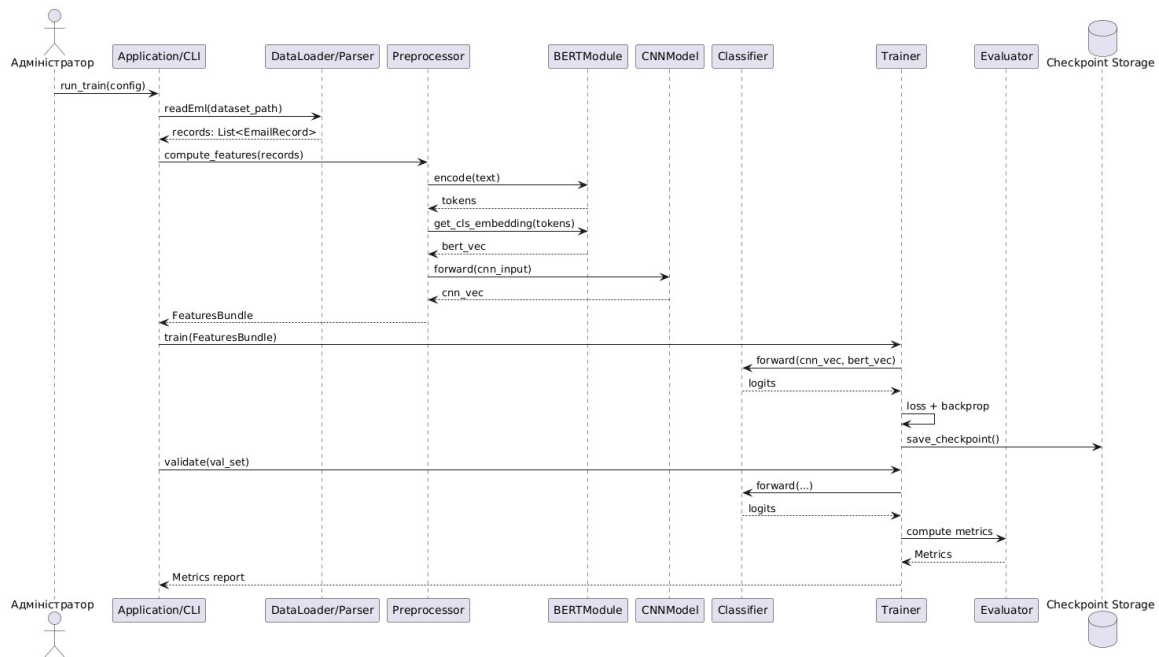 Адміністратор
Application/CLI
DataLoader/Parser
Preprocessor
BERTModule
CNNModel
Classifier
Trainer
Evaluator
Checkpoint Storage
run_train(config)
readEml(dataset_path)
records: List<EmailRecord>
compute_features(records)
encode(text)
tokens
get_cls_embedding(tokens)
bert_vec
forward(cnn_input)
cnn_vec
FeaturesBundle
train(FeaturesBundle)
forward(cnn_vec, bert_vec)
logits
loss + backprop
save_checkpoint()
validate(val_set)
forward(...)
logits
compute metrics
Metrics
Metrics report
Адміністратор
Application/CLI
DataLoader/Parser
Preprocessor
BERTModule
CNNModel
Classifier
Trainer
Evaluator
Checkpoint Storage